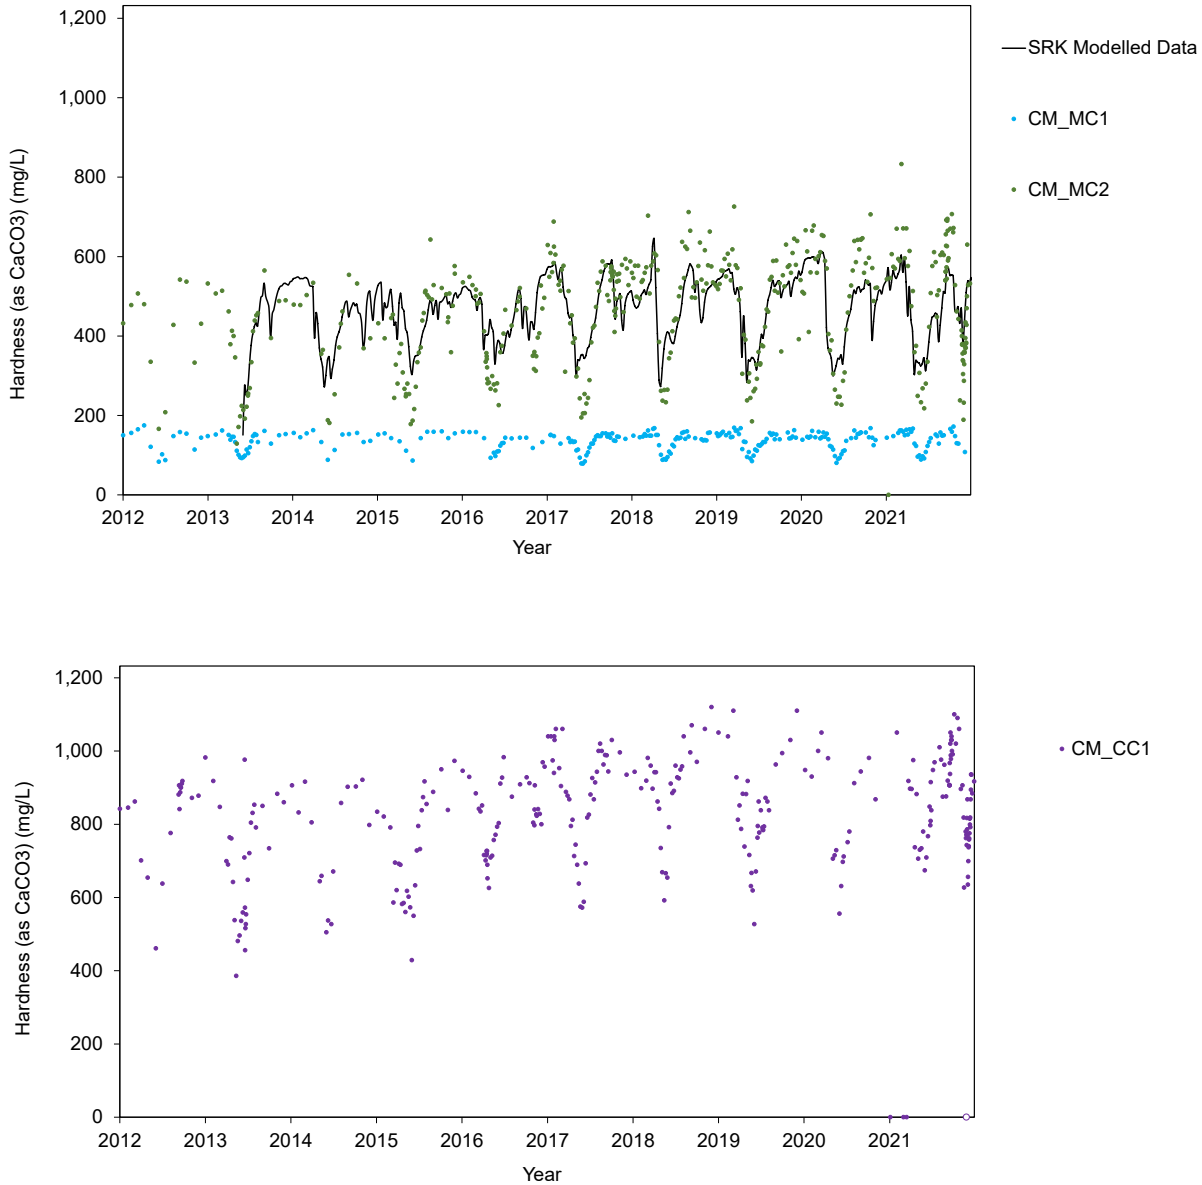 1,200
1,000
800
600
400
200
0
Hardness (as CaCO3) (mg/L)
2012 2013 2014 2015 2016 2017 2018 2019 2020 2021
Year
SRK Modelled Data
CM_MC1
CM_MC2
1,200
1,000
800
600
400
200
0
Hardness (as CaCO3) (mg/L)
2012 2013 2014 2015 2016 2017 2018 2019 2020 2021
Year
CM_CC1